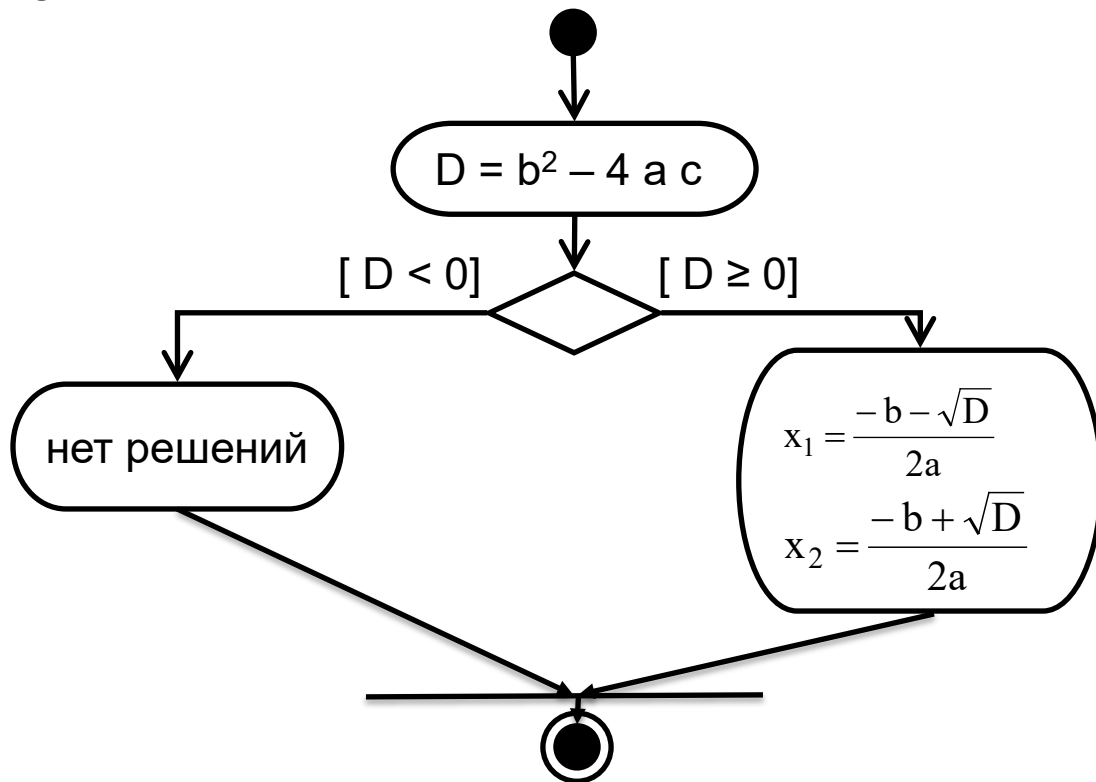 D = b² – 4 a c
[ D < 0]
[ D ≥ 0]
нет решений
x₁ = (− b − √D) / 2a
x₂ = (− b + √D) / 2a